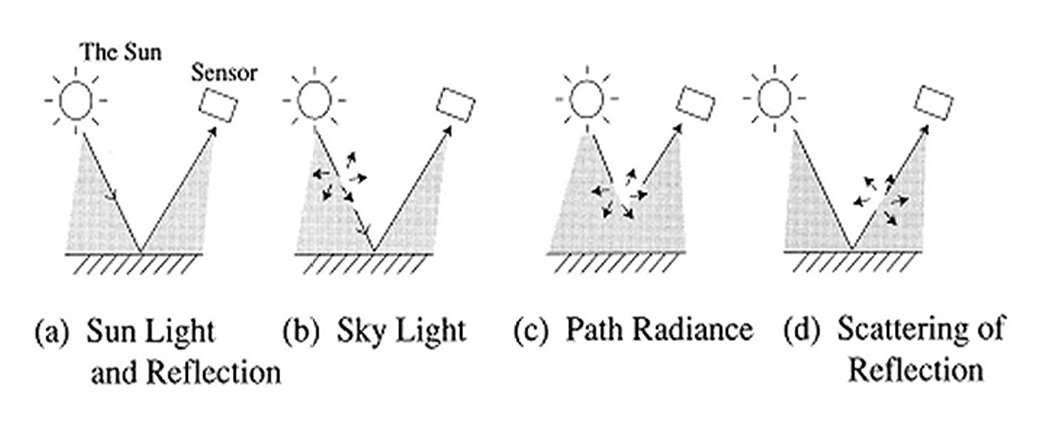 The Sun
Sensor
(a) Sun Light
and Reflection
(b) Sky Light
(c) Path Radiance
(d) Scattering of
Reflection